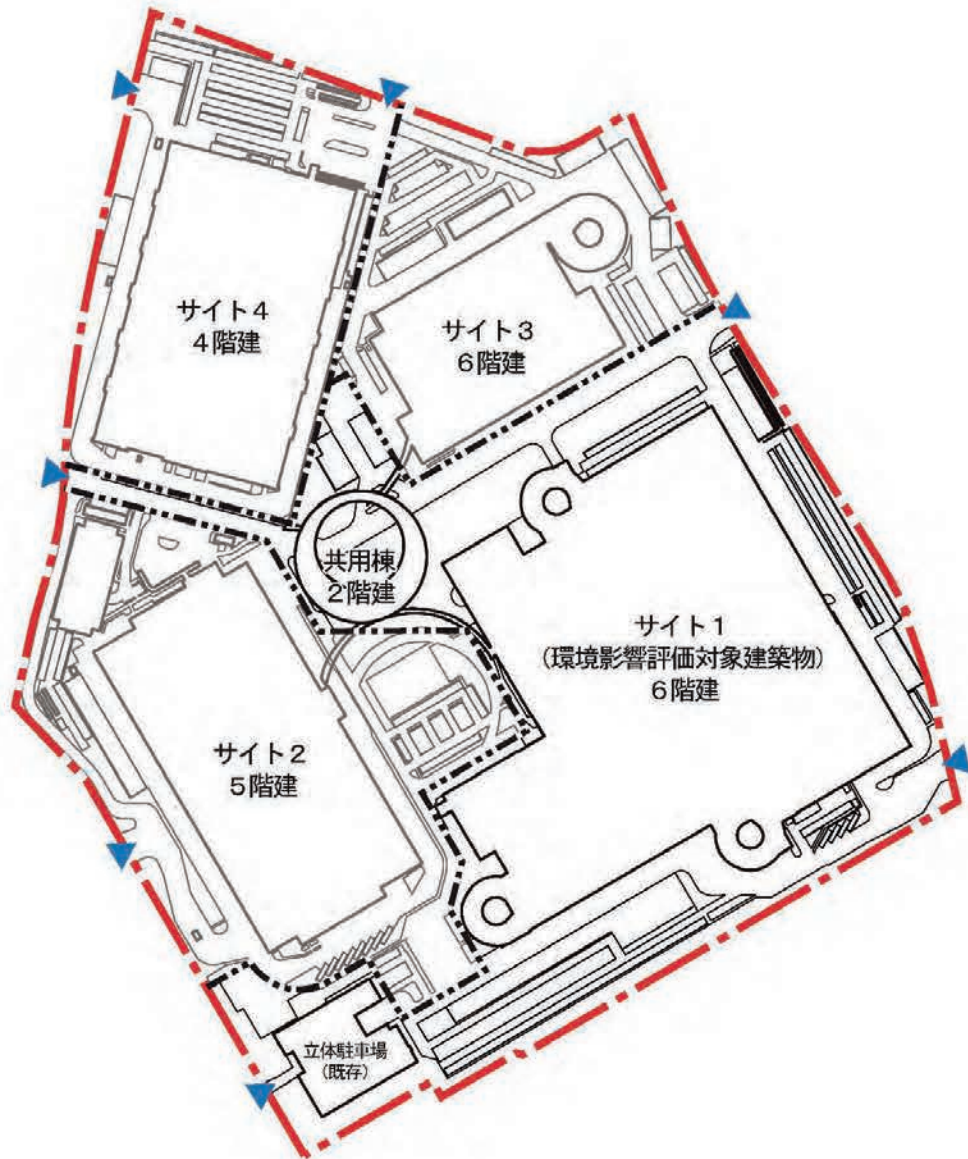 サイト4
4階建
サイト3
6階建
共用棟
2階建
サイト1
(環境影響評価対象建築物)
6階建
サイト2
5階建
立体駐車場
(既存)